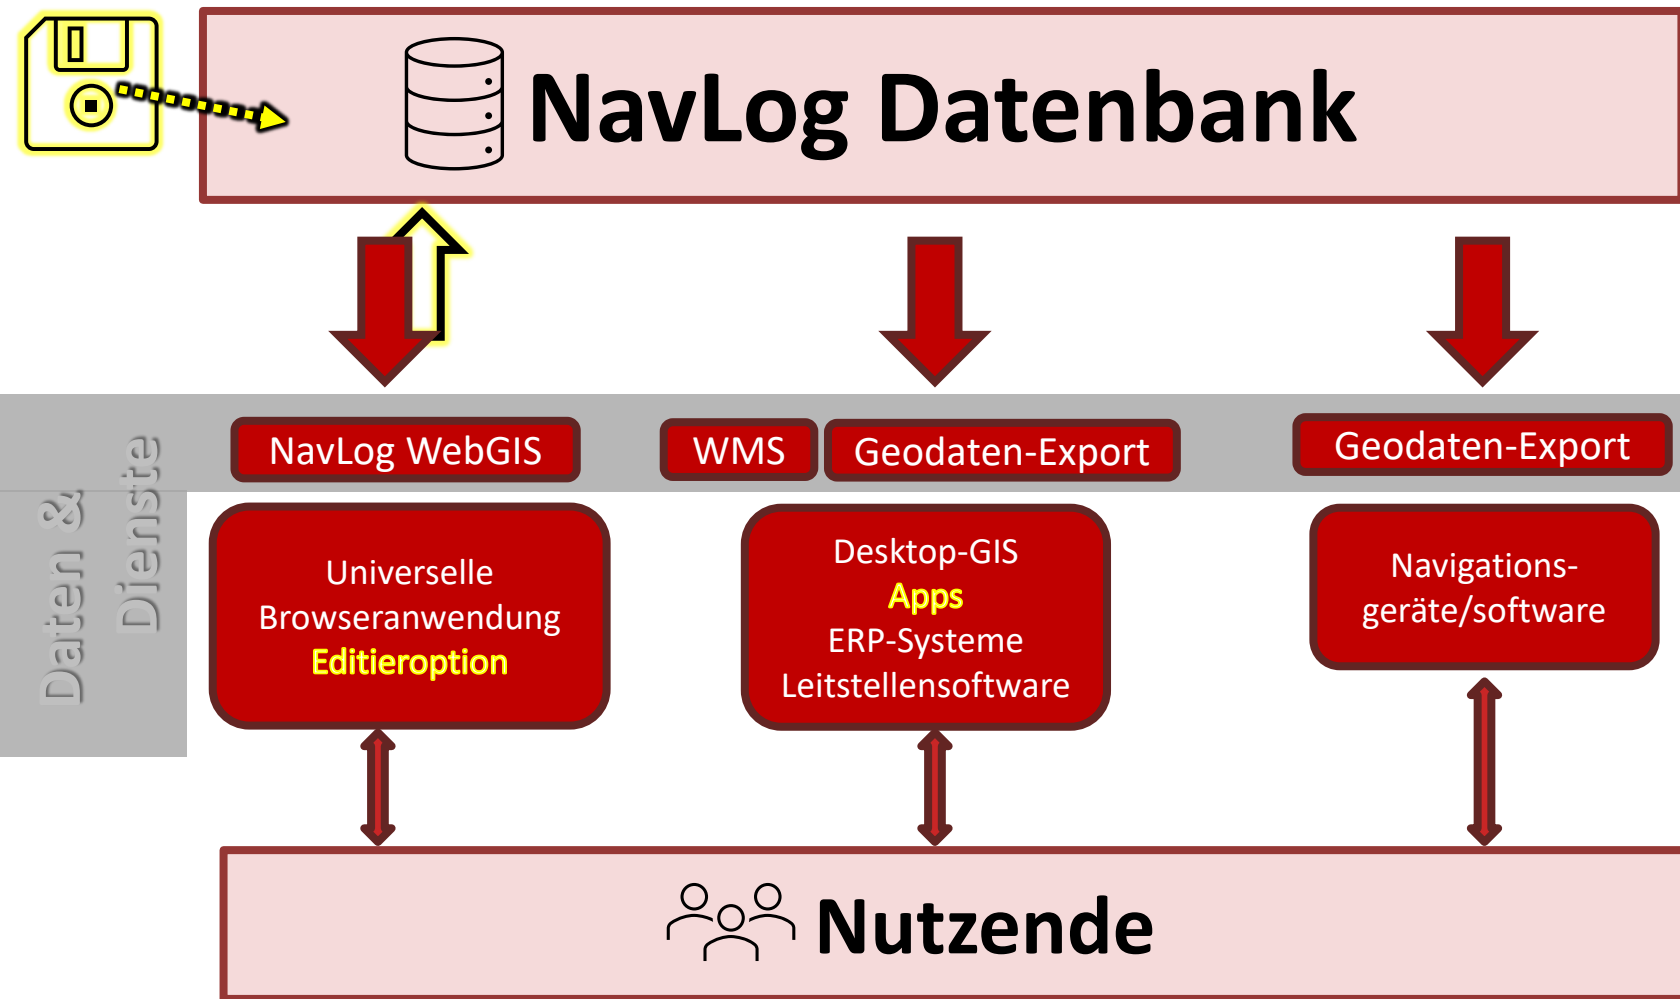 NavLog Datenbank
Daten &
Dienste
NavLog WebGIS
WMS
Geodaten-Export
Geodaten-Export
Universelle
Browseranwendung
Editieroption
Desktop-GIS
Apps
ERP-Systeme
Leitstellensoftware
Navigations-
geräte/software
Nutzende